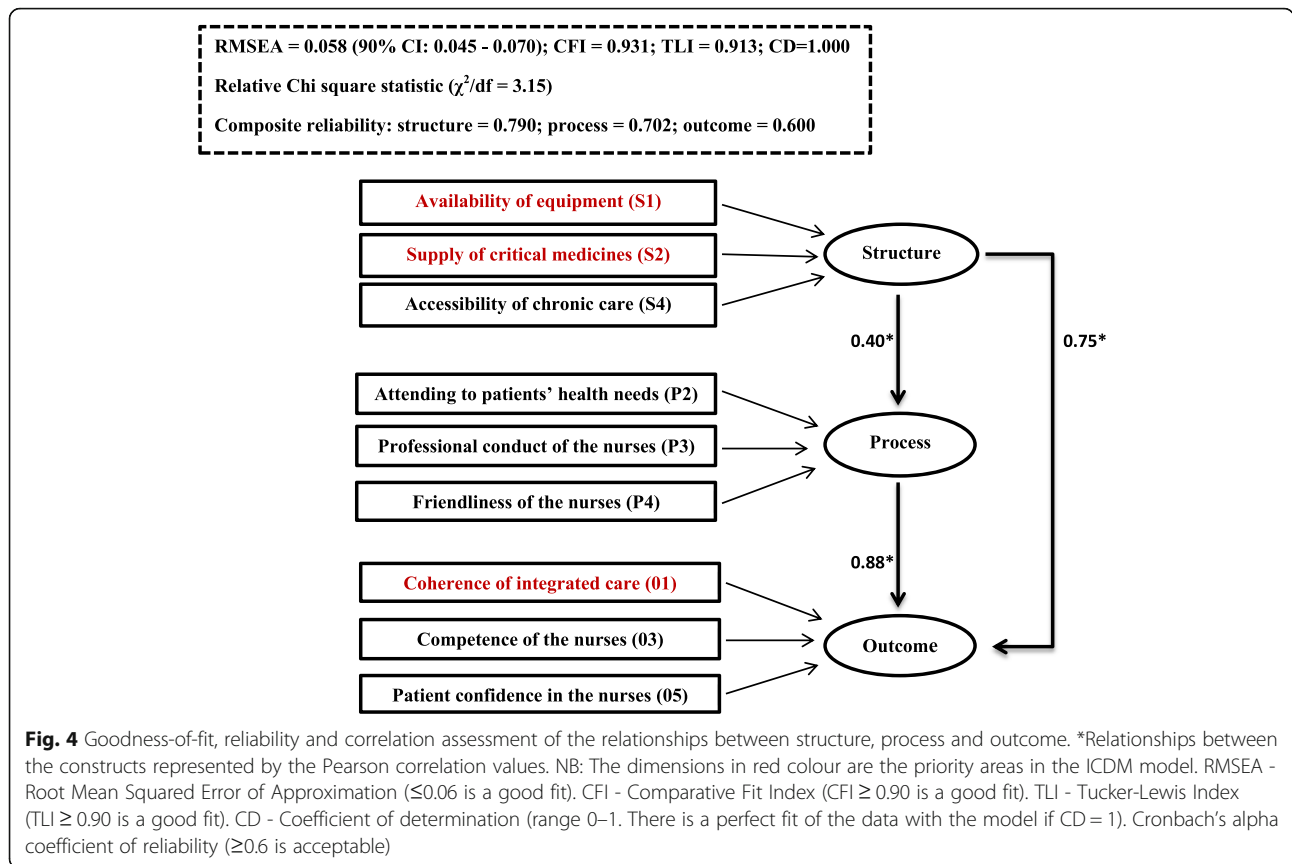 RMSEA = 0.058 (90% CI: 0.045 - 0.070); CFI = 0.931; TLI = 0.913; CD=1.000
Relative Chi square statistic (χ²/df = 3.15)
Composite reliability: structure = 0.790; process = 0.702; outcome = 0.600
Availability of equipment (S1)
Supply of critical medicines (S2)
Accessibility of chronic care (S4)
Structure
0.40*
0.75*
Attending to patients’ health needs (P2)
Professional conduct of the nurses (P3)
Friendliness of the nurses (P4)
Process
0.88*
Coherence of integrated care (01)
Competence of the nurses (03)
Patient confidence in the nurses (05)
Outcome
Fig. 4 Goodness-of-fit, reliability and correlation assessment of the relationships between structure, process and outcome. *Relationships between
the constructs represented by the Pearson correlation values. NB: The dimensions in red colour are the priority areas in the ICDM model. RMSEA -
Root Mean Squared Error of Approximation (≤0.06 is a good fit). CFI - Comparative Fit Index (CFI ≥ 0.90 is a good fit). TLI - Tucker-Lewis Index
(TLI ≥ 0.90 is a good fit). CD - Coefficient of determination (range 0–1. There is a perfect fit of the data with the model if CD = 1). Cronbach’s alpha
coefficient of reliability (≥0.6 is acceptable)